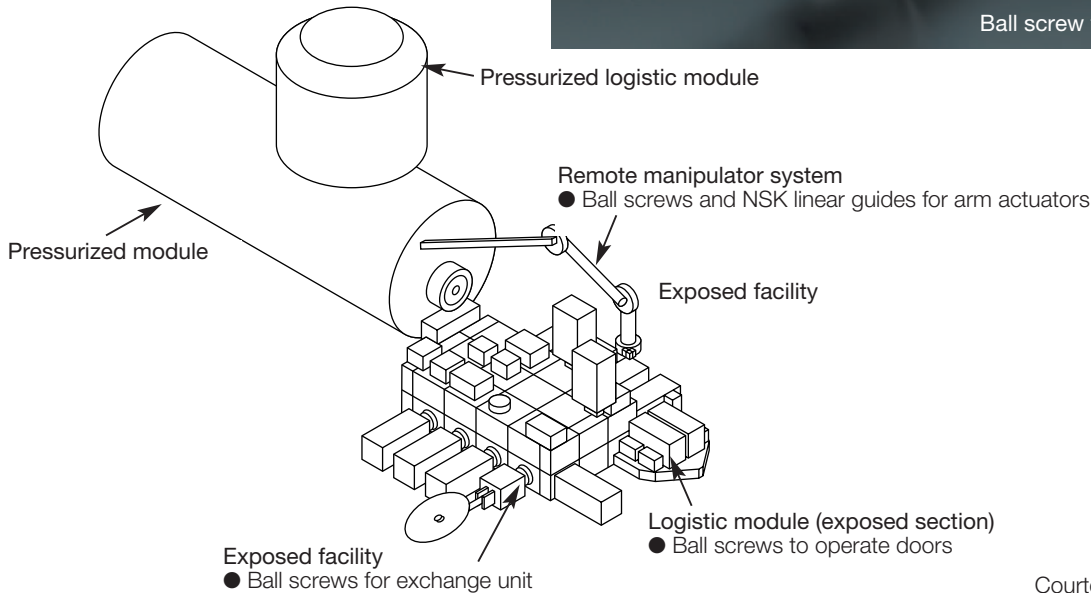 Ball screw
Pressurized logistic module
Remote manipulator system
● Ball screws and NSK linear guides for arm actuators
Pressurized module
Exposed facility
Logistic module (exposed section)
● Ball screws to operate doors
Exposed facility
● Ball screws for exchange unit